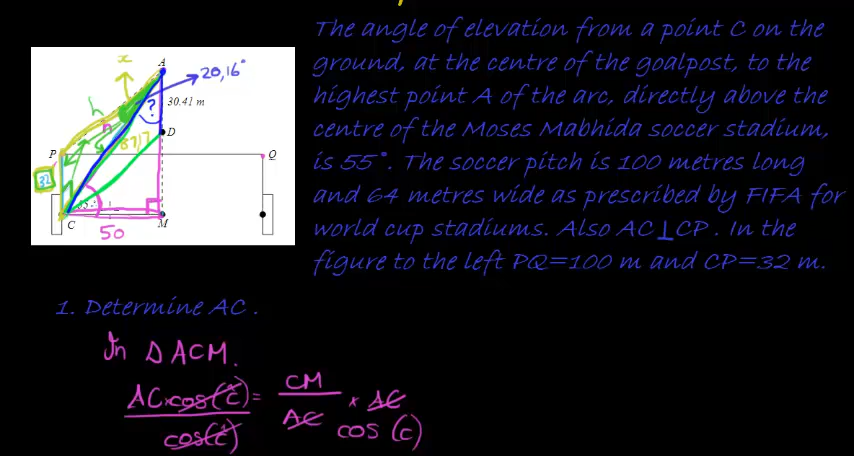 The angle of elevation from a point C on the
ground, at the centre of the goalpost, to the
highest point A of the arc, directly above the
centre of the Moses Mabhida soccer stadium,
is 55°. The soccer pitch is 100 metres long
and 64 metres wide as prescribed by FIFA for
world cup stadiums. Also AC⊥CP. In the
figure to the left PQ=100 m and CP=32 m.
x
A
20,16°
h
?
30.41 m
n
87,17
D
P
Q
32
C
M
50
1. Determine AC.
In Δ ACM.
AC×cos(C) = CM × AC
cos(C) AC cos (C)